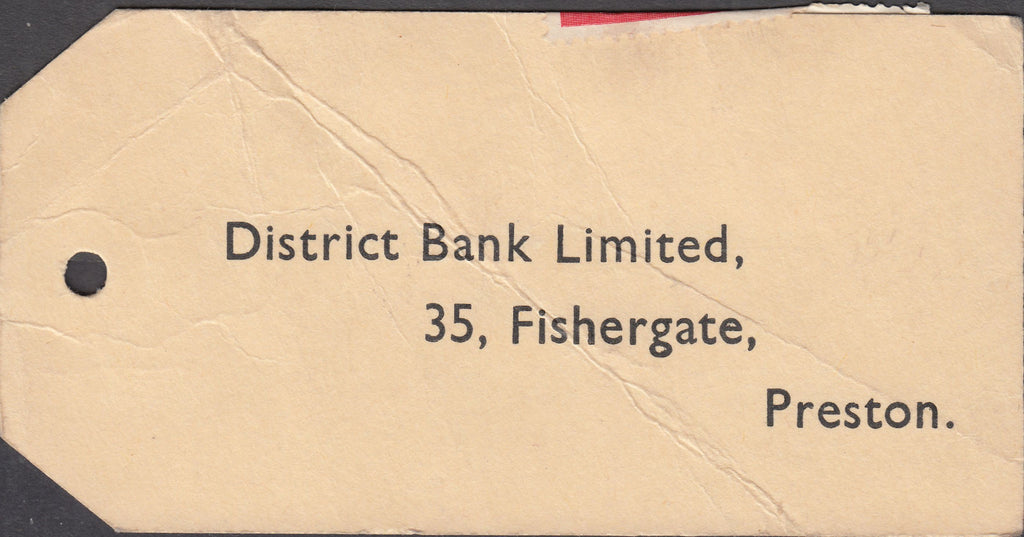 District Bank Limited,
35, Fishergate,
Preston.